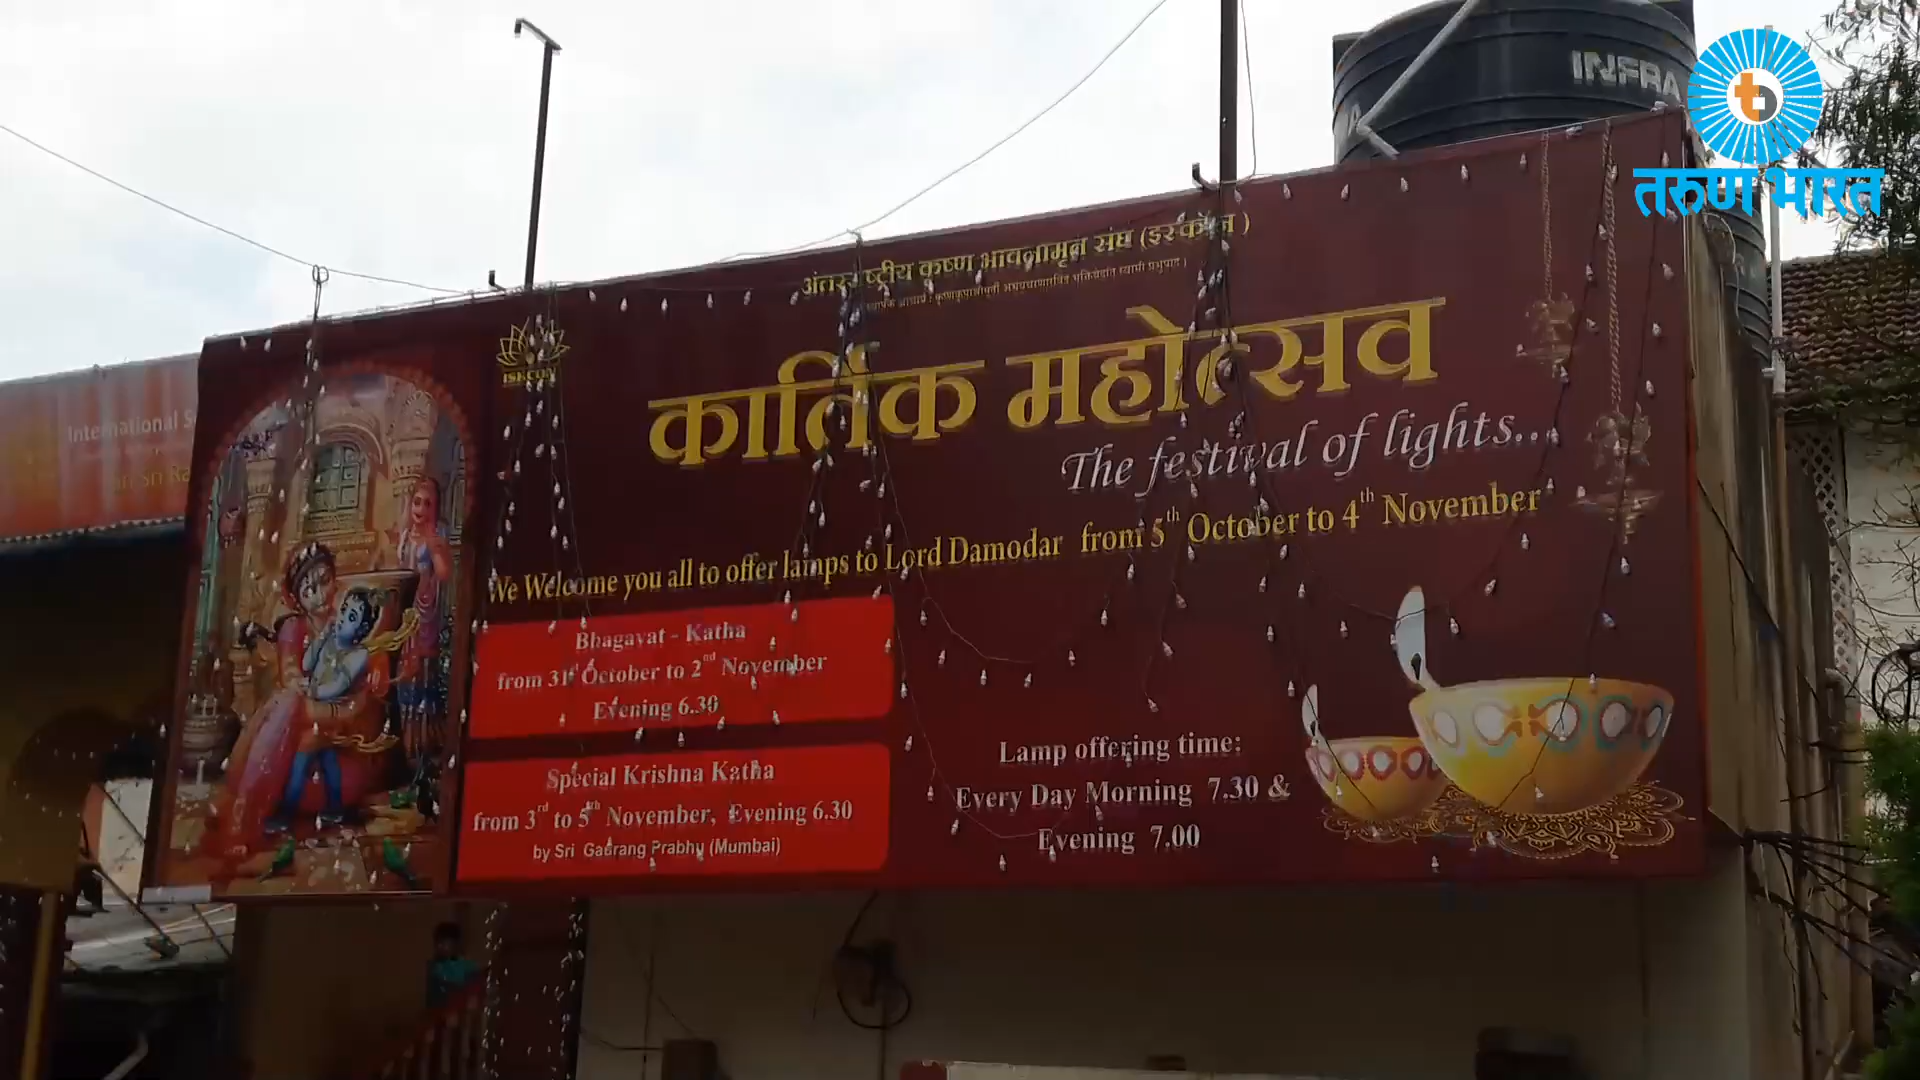 INFRA
तरुण भारत
International S
Sri Sri Ra
अंतरराष्ट्रीय कृष्ण भावनामृत संघ (इस्कॉन)
ISKCON
कार्तिक महोत्सव
The festival of lights...
We Welcome you all to offer lamps to Lord Damodar from 5th October to 4th November
Bhagavat - Katha
from 31st October to 2nd November
Evening 6.30
Special Krishna Katha
from 3rd to 5th November, Evening 6.30
by Sri Gaurang Prabhu (Mumbai)
Lamp offering time:
Every Day Morning 7.30 &
Evening 7.00